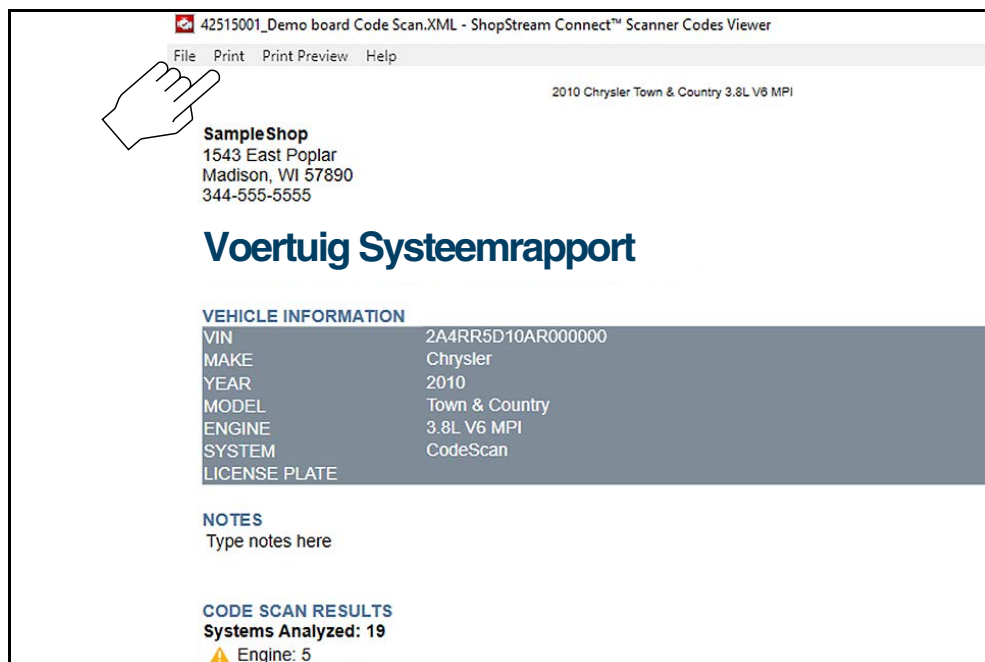 42515001_Demo board Code Scan.XML - ShopStream Connect™ Scanner Codes Viewer
File Print Print Preview Help
2010 Chrysler Town & Country 3.8L V6 MPI
SampleShop
1543 East Poplar
Madison, WI 57890
344-555-5555
Voertuig Systeemrapport
VEHICLE INFORMATION
VIN 2A4RR5D10AR000000
MAKE Chrysler
YEAR 2010
MODEL Town & Country
ENGINE 3.8L V6 MPI
SYSTEM CodeScan
LICENSE PLATE
NOTES
Type notes here
CODE SCAN RESULTS
Systems Analyzed: 19
Engine: 5